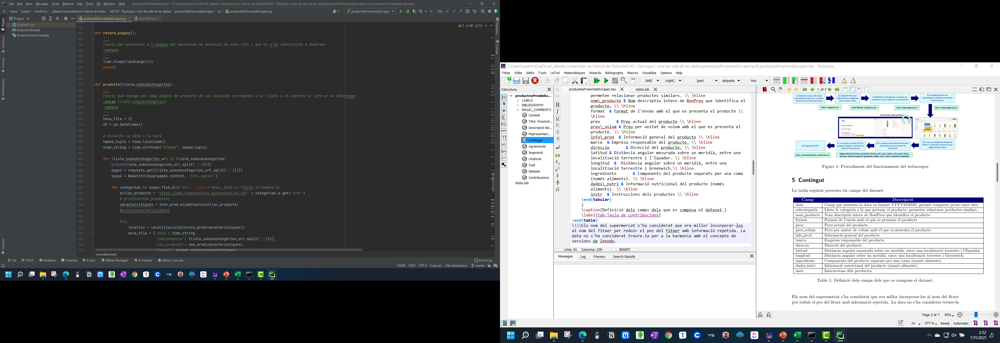 File Edit View Navigate Code Refactor Run Tools Git Window Help producteProximitatScraper - C:\Users\joanm\OneDrive\_Màster Universitari en Ciència de Dates\M2.951. Tipologia i cicle de vida de les dades\productesProximitatScraper\src\productesProximitatScraper.py
C: Users joanm OneDrive _Màster Universitari en Ciència de Dates M2.951. Tipologia i cicle de vida de les dades productesProximitatScraper src productesProximitatScraper.py
productesProximitatScraper Git:
Project productesProximitatScraper.py README.md
README.md
External Libraries
Scratches and Consoles
Project
Structure
Commit
Pull Requests
Favorites
Database
SciView
2 80 53
281
282 def retard_engany():
283 '''
284 Funció per processar a l'engany del mecanisme de detecció de bots (tot i que no s'ha identificat a BonPreu)
285 :return:
286 '''
287 time.sleep(randrange(5))
288 return
289
290
291 def producte(llista_subsubcategories):
292 '''
293 Funció que navega per cada pàgina de producte de les seccions carregades a la llista i en captura la info en un dataframe
294 :param llista_subsubcategories:
295 :return:
296 '''
297 nova_fila = {}
298 df = pd.DataFrame()
299
300 # Consulta la data i la hora
301 named_tuple = time.localtime()
302 time_string = time.strftime("%Y%m%d", named_tuple)
303
304 for llista_subsubcategories_url in llista_subsubcategories:
305 print(llista_subsubcategories_url.split(';')[0])
306 page4 = requests.get(llista_subsubcategories_url.split(';')[1])
307 soup4 = BeautifulSoup(page4.content, 'html.parser')
308
309 for categoria4 in soup4.find_all('div', class_='base__Body-sc-7vdzdx-29 bwaBvn'):
310 enllac_producte = 'https://www.compraonline.bonpreuesclat.cat' + categoria4.a.get('href')
311 # print(enllac_producte)
312 caracteristiques = info_prod_alimentacio(enllac_producte)
313 #print(caracteristiques)
314
315 try:
316 location = localitzacio(direccio_prod(caracteristiques))
317 nova_fila = {'data': time_string,
318 'subcategoria': llista_subsubcategories_url.split(';')[0],
319 'nom_producte': nom_prod(caracteristiques),
320 'format': format_prod(caracteristiques)
consultaLlista()
Git TODO Problems Terminal R Jobs Python Packages R Console Python Console Event Log
410:88 CRLF UTF-8 4 spaces <No interpreter> master
C:\Users\joanm\OneDrive\_Màster Universitari en Ciència de Dates\M2.951. Tipologia i cicle de vida de les dades\productesProximitatScraper\pdf\productesProximitatScraper.tex - TeXstudio
Fitxer Edita Idefix Tools LaTeX Matemàtiques Wizards Bibliography Macros Visualitza Options Help
\left( \right) \part etiqueta tiny
Estructura
productesProximita...
LABELS
BIBLIOGRAPHY
MAGIC_COMMENTS
Context
Títol: Proximit...
Descripció del...
Representaci...
Contingut
Agraïments
Inspiració
Llicència
Codi
Dataset
Contribucions
biblio.bib
productesProximitatScraper.tex biblio.bib
permeten relacionar productes similars. \\ \hline
nom\_producte & Nom descriptiu intern de BonPreu que identifica el
producte. \\ \hline
format & Format de l'envàs amb el que es presenta el producte \\
\hline
preu & Preu actual del producte \\ \hline
preu\_volum & Preu per unitat de volum amb el que es presenta el
producte. \\ \hline
info\_prod & Informació general del producte \\ \hline
marca & Empresa responsable del producte. \\ \hline
direccio & Direcció del producte. \\ \hline
latitud & Distància angular mesurada sobre un meridià, entre una
localització terrestre i l'Equador. \\ \hline
longitud & Distància angular sobre un meridià, entre una
localització terrestre i Greenwich.\\ \hline
ingredients & Components del producte separats per una coma
(només aliments). \\ \hline
dades\_nutri & Informació nutricional del producte (només
aliments). \\ \hline
instr & Instruccions dels productes \\ \hline
\end{tabular}
}
\caption{Definició dels camps dels que es composa el dataset.}
\label{tab:Taula de contribucions}
\end{table}
\\\\Els nom del supermercat s'ha considerat que era millor incorporar-los
al nom del fitxer per reduir el pes del fitxer amb informació repetida. La
data no s'ha considerat treure-la per a la harmonia amb el concepte de
versions de Zenodo.
Línia: 91 Columna: 239 INSERT
Messages Log Preview Search Results
3 of 7
1. Realitzem lectura del menú principal associant-lo en una llista amb el seu corresponent enllaç
2. Apliquem filtre per seleccionar les categories que es volen rescatar
3. Realitzem la càrrega per a capturar els submenús i el seu enllaç en una nova llista
4. Es registra de nou les subcategories aprofitant la mateixa funció anterior
Llista <categoria,url>
Llista filtrada <categoria,url>
Llista <subcategoria,url>
Llista <sub2categoria,url>
Iteració per cada producte
8. Es guarda el CSV
7. Es consulta a través del CP a geopy la longitud i latitud de la ubicació del producte
6. Es captura cada element descriptiu del producte en una funció de tractament
5. Es cerca la totalitat de productes llistats a la web per recórrer la seva pàgina de descripció
Data_nomsupermercat_productes.csv
Afegint diccionari {nom_producte, format, preu, preu_volum, info_prod, marca, direcció, latitud, longitud, ingredients, dades_nutri, instr} a dataframe (pandas)
Figure 1: Procediment del funcionament del webscraper
5 Contingut
La taula següent presenta els camps del dataset.
Camp Descripció
data Camp que presenta la data en format YYYYMMDD, permet comparar preus entre dies.
subcategoria Llista la categoria a la que pertany el producte, permeten relacionar productes similars.
nom_producte Nom descriptiu intern de BonPreu que identifica el producte.
format Format de l'envàs amb el que es presenta el producte
preu Preu actual del producte
preu_volum Preu per unitat de volum amb el que es presenta el producte.
info_prod Informació general del producte
marca Empresa responsable del producte.
direccio Direcció del producte.
latitud Distància angular mesurada sobre un meridià, entre una localització terrestre i l'Equador.
longitud Distància angular sobre un meridià, entre una localització terrestre i Greenwich.
ingredients Components del producte separats per una coma (només aliments).
dades_nutri Informació nutricional del producte (només aliments).
instr Instruccions dels productes
Table 1: Definició dels camps dels que es composa el dataset.
Els nom del supermercat s'ha considerat que era millor incorporar-los al nom del fitxer
per reduir el pes del fitxer amb informació repetida. La data no s'ha considerat treure-la
Page 3 of 7 92%
LT ca UTF-8 Ready Automatic
2:52
7/11/2021